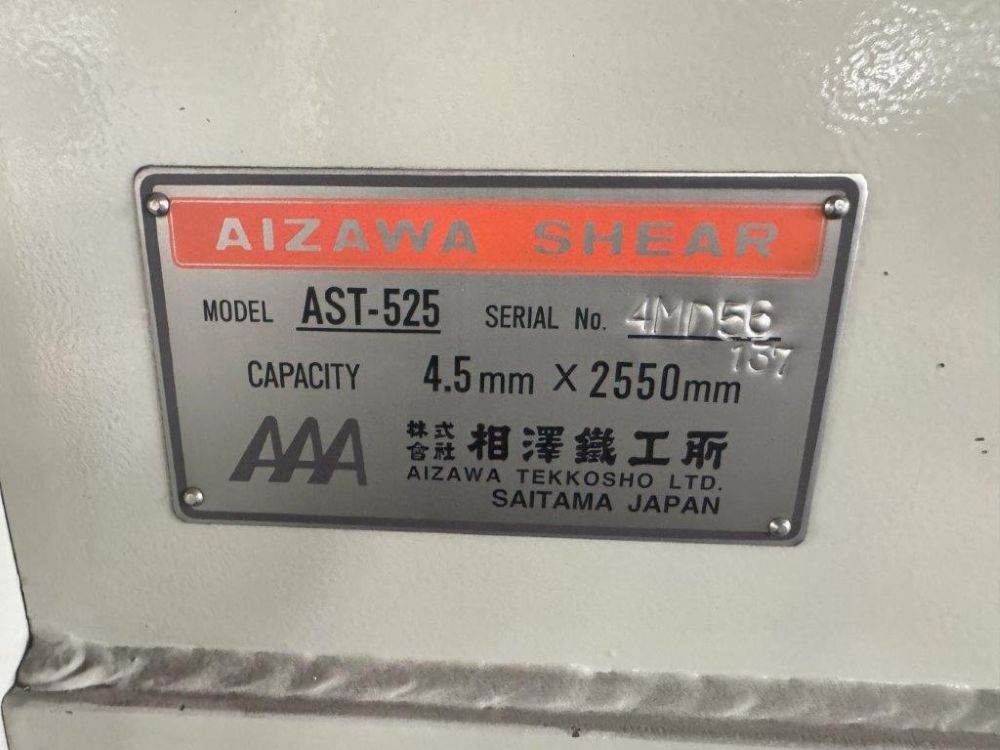 AIZAWA SHEAR
MODEL AST-525 SERIAL No. 4MD56
157
CAPACITY 4.5mm X 2550mm
AAA 株式会社 相澤鐵工所
AIZAWA TEKKOSHO LTD.
SAITAMA JAPAN